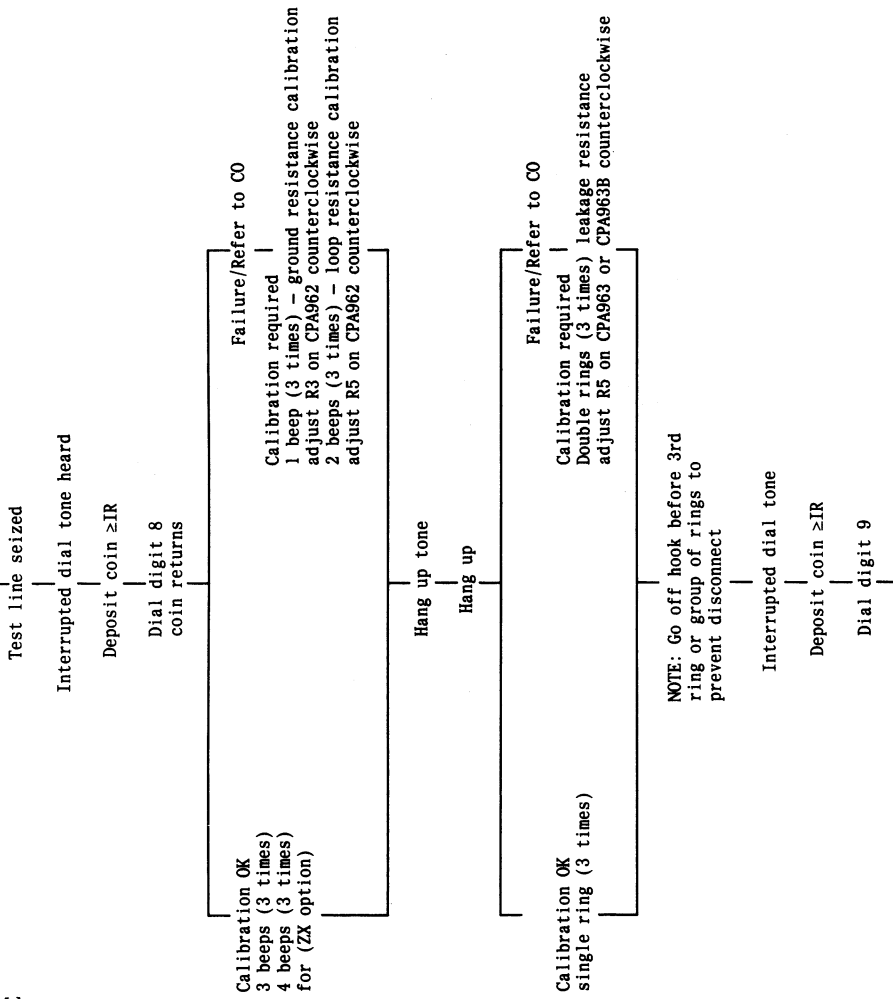 Test line seized
Interrupted dial tone heard
Deposit coin ≥IR
Dial digit 8
coin returns
Calibration OK
3 beeps (3 times)
4 beeps (3 times)
for (ZX option)
Failure/Refer to CO
Calibration required
1 beep (3 times) – ground resistance calibration
adjust R3 on CPA962 counterclockwise
2 beeps (3 times) – loop resistance calibration
adjust R5 on CPA962 counterclockwise
Hang up tone
Hang up
Calibration OK
single ring (3 times)
Failure/Refer to CO
Calibration required
Double rings (3 times) leakage resistance
adjust R5 on CPA963 or CPA963B counterclockwise
NOTE: Go off hook before 3rd
ring or group of rings to
prevent disconnect
Interrupted dial tone
Deposit coin ≥IR
Dial digit 9